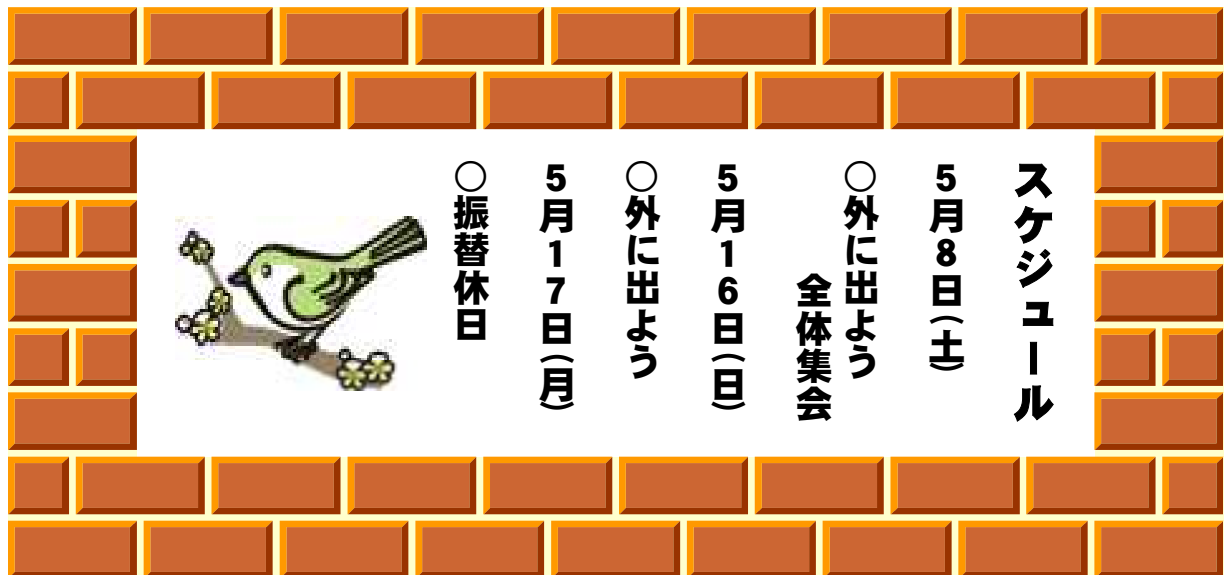 スケジュール
5月8日(土)
○外に出よう
全体集会
5月16日(日)
○外に出よう
5月17日(月)
○振替休日